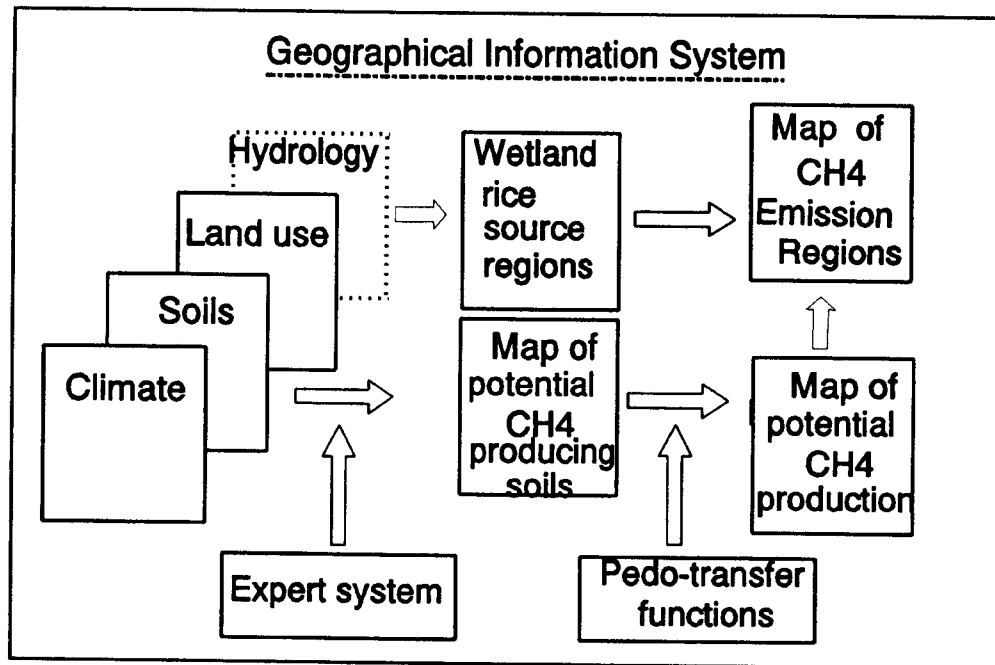 Geographical Information System
Hydrology
Land use
Soils
Climate
Wetland
rice
source
regions
Map of
CH4
Emission
Regions
Map of
potential
CH4
producing
soils
Map of
potential
CH4
production
Expert system
Pedo-transfer
functions